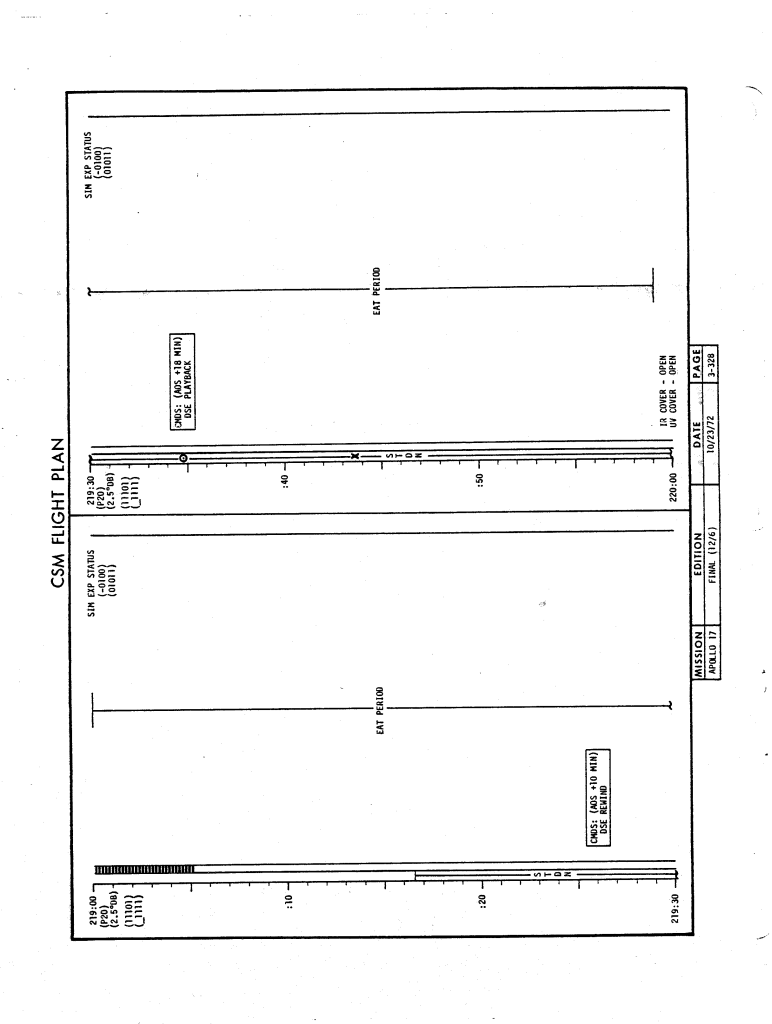 CSM FLIGHT PLAN
219:00
(P20)
(2.5°DB)
(11101)
(_1111)
:10
:20
219:30
S
T
D
N
CMDS: (AOS +10 MIN)
DSE REWIND
EAT PERIOD
SIM EXP STATUS
(-0100)
(01011)
219:30
(P20)
(2.5°DB)
(11101)
(_1111)
:40
:50
220:00
S
T
D
N
CMDS: (AOS +18 MIN)
DSE PLAYBACK
IR COVER - OPEN
UV COVER - OPEN
EAT PERIOD
SIM EXP STATUS
(-0100)
(01011)
MISSION EDITION DATE PAGE
APOLLO 17 FINAL (12/6) 10/23/72 3-328